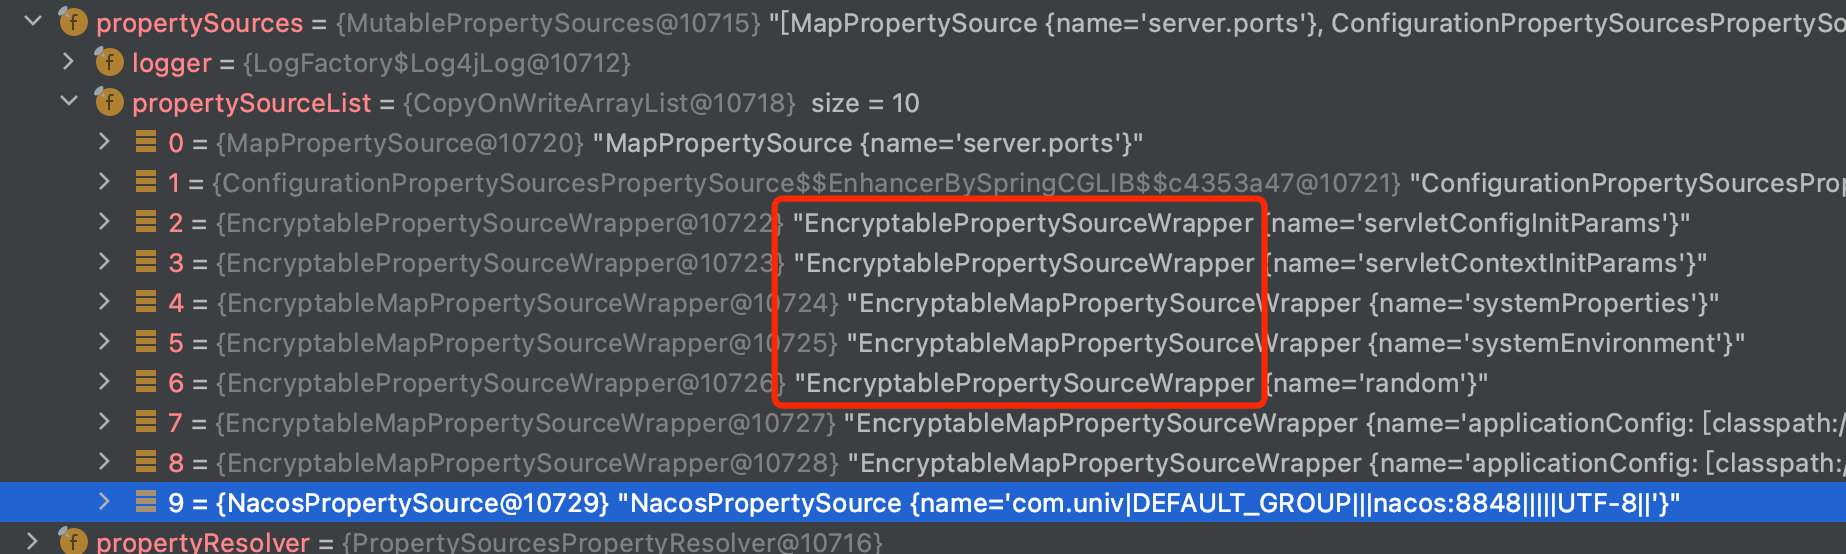 propertySources = {MutablePropertySources@10715} "[MapPropertySource {name='server.ports'}, ConfigurationPropertySourcesPropertySo
logger = {LogFactory$Log4jLog@10712}
propertySourceList = {CopyOnWriteArrayList@10718} size = 10
0 = {MapPropertySource@10720} "MapPropertySource {name='server.ports'}"
1 = {ConfigurationPropertySourcesPropertySource$$EnhancerBySpringCGLIB$$c4353a47@10721} "ConfigurationPropertySourcesProp
2 = {EncryptablePropertySourceWrapper@10722} "EncryptablePropertySourceWrapper {name='servletConfigInitParams'}"
3 = {EncryptablePropertySourceWrapper@10723} "EncryptablePropertySourceWrapper {name='servletContextInitParams'}"
4 = {EncryptableMapPropertySourceWrapper@10724} "EncryptableMapPropertySourceWrapper {name='systemProperties'}"
5 = {EncryptableMapPropertySourceWrapper@10725} "EncryptableMapPropertySourceWrapper {name='systemEnvironment'}"
6 = {EncryptablePropertySourceWrapper@10726} "EncryptablePropertySourceWrapper {name='random'}"
7 = {EncryptableMapPropertySourceWrapper@10727} "EncryptableMapPropertySourceWrapper {name='applicationConfig: [classpath:/
8 = {EncryptableMapPropertySourceWrapper@10728} "EncryptableMapPropertySourceWrapper {name='applicationConfig: [classpath:/
9 = {NacosPropertySource@10729} "NacosPropertySource {name='com.univ|DEFAULT_GROUP|||nacos:8848|||||UTF-8||'}"
propertyResolver = {PropertySourcesPropertyResolver@10716}